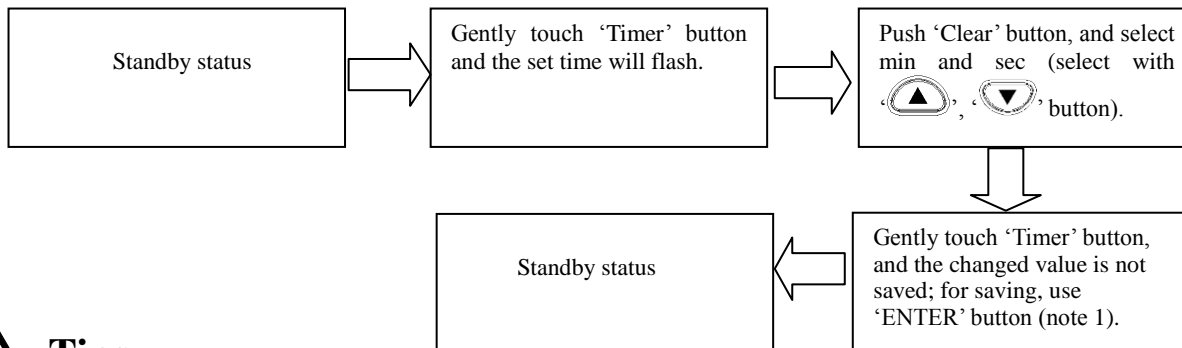 Standby status
Gently touch ‘Timer’ button
and the set time will flash.
Push ‘Clear’ button, and select
min and sec (select with
‘▲’, ‘▼’ button).
Standby status
Gently touch ‘Timer’ button,
and the changed value is not
saved; for saving, use
‘ENTER’ button (note 1).